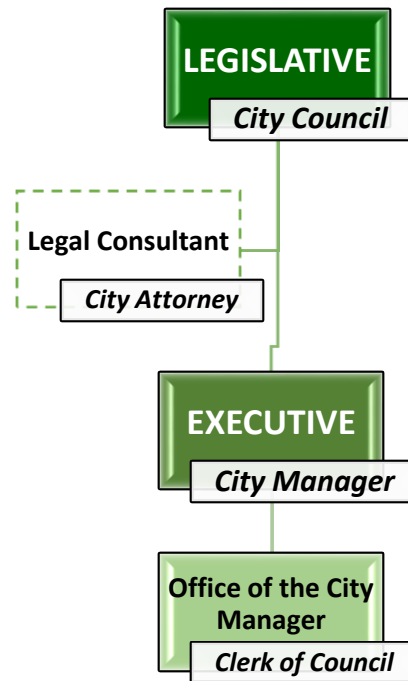 LEGISLATIVE
City Council
Legal Consultant
City Attorney
EXECUTIVE
City Manager
Office of the City
Manager
Clerk of Council